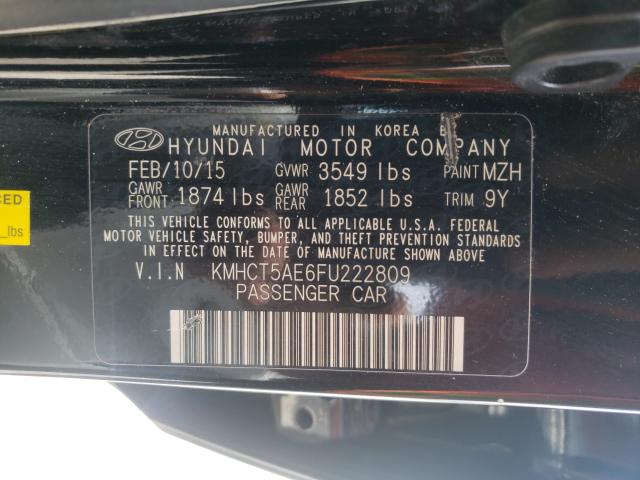 MANUFACTURED IN KOREA BY
HYUNDAI MOTOR COMPANY
FEB/10/15 GVWR 3549 lbs PAINT MZH
GAWR FRONT 1874 lbs GAWR REAR 1852 lbs TRIM 9Y
THIS VEHICLE CONFORMS TO ALL APPLICABLE U.S.A. FEDERAL
MOTOR VEHICLE SAFETY, BUMPER, AND THEFT PREVENTION STANDARDS
IN EFFECT ON THE DATE OF MANUFACTURE SHOWN ABOVE
V.I.N KMHCT5AE6FU222809
PASSENGER CAR
CED
lbs